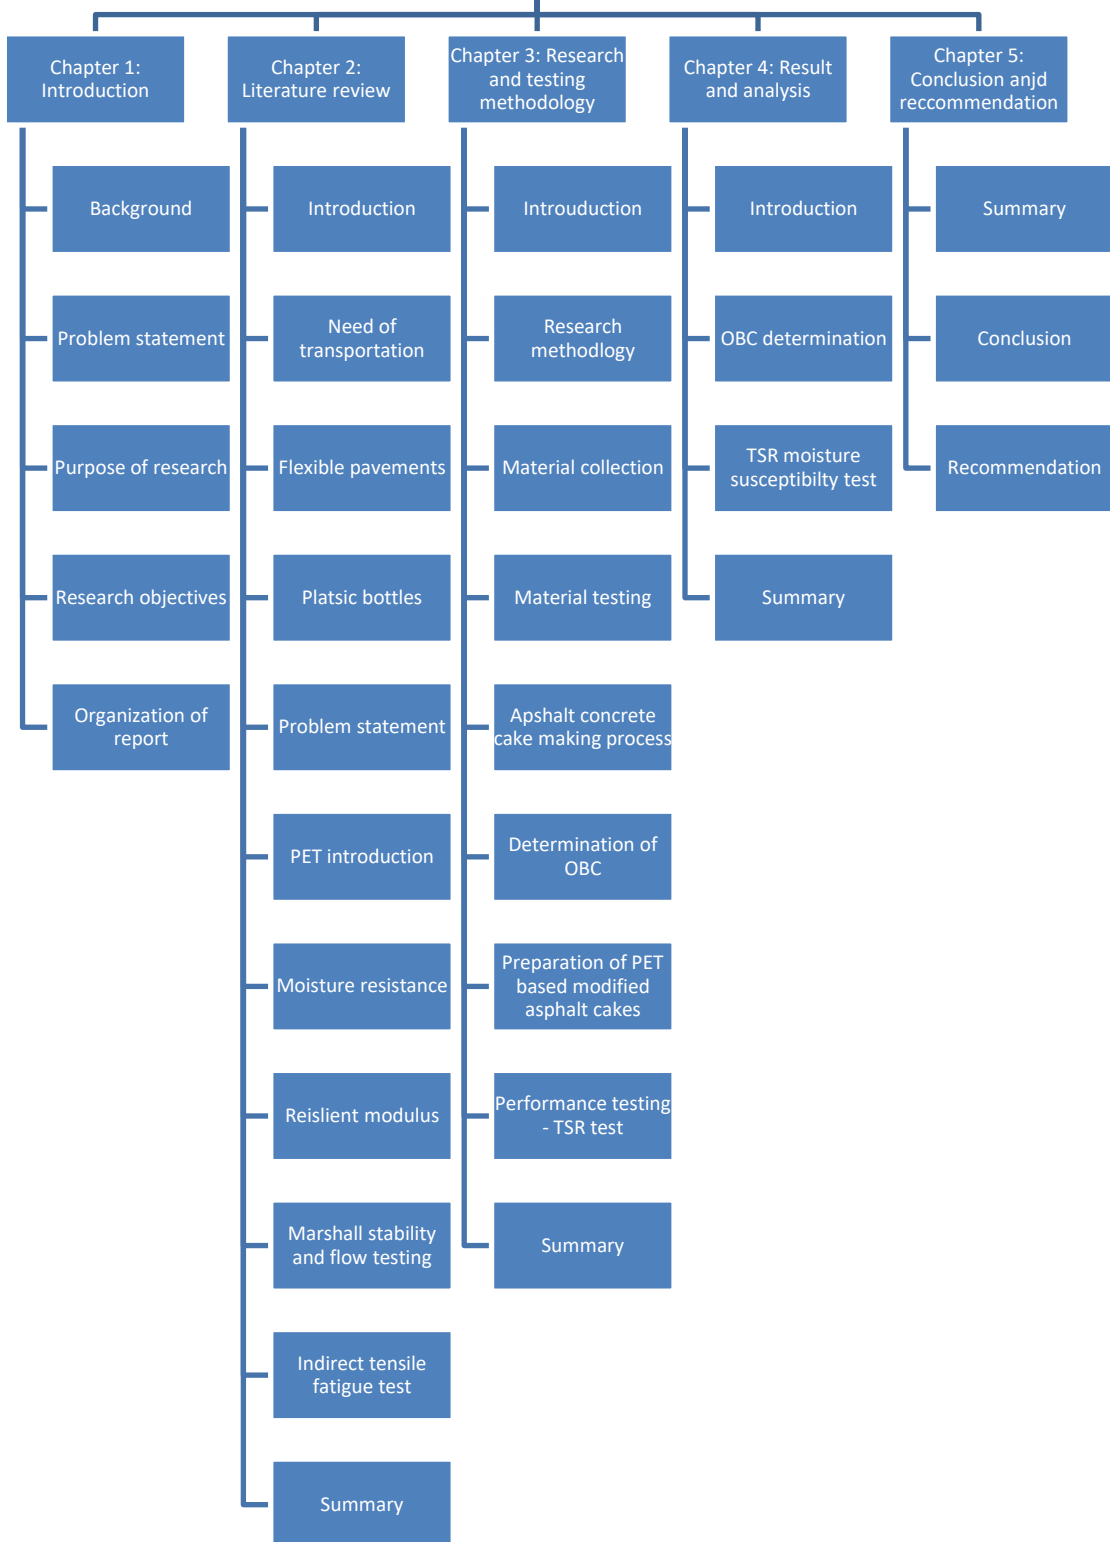 Chapter 1:
Introduction
Background
Problem statement
Purpose of research
Research objectives
Organization of
report
Chapter 2:
Literature review
Introduction
Need of
transportation
Flexible pavements
Platsic bottles
Problem statement
PET introduction
Moisture resistance
Reislient modulus
Marshall stability
and flow testing
Indirect tensile
fatigue test
Summary
Chapter 3: Research
and testing
methodology
Introuduction
Research
methodlogy
Material collection
Material testing
Apshalt concrete
cake making process
Determination of
OBC
Preparation of PET
based modified
asphalt cakes
Performance testing
- TSR test
Summary
Chapter 4: Result
and analysis
Introduction
OBC determination
TSR moisture
susceptibilty test
Summary
Chapter 5:
Conclusion anjd
reccommendation
Summary
Conclusion
Recommendation